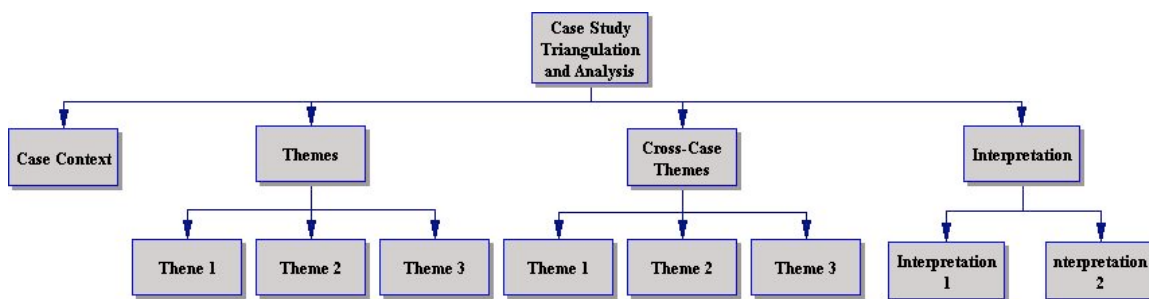 Case Study
Triangulation
and Analysis
Case Context
Themes
Cross-Case
Themes
Interpretation
Thene 1
Theme 2
Theme 3
Theme 1
Theme 2
Theme 3
Interpretation
1
nterpretation
2